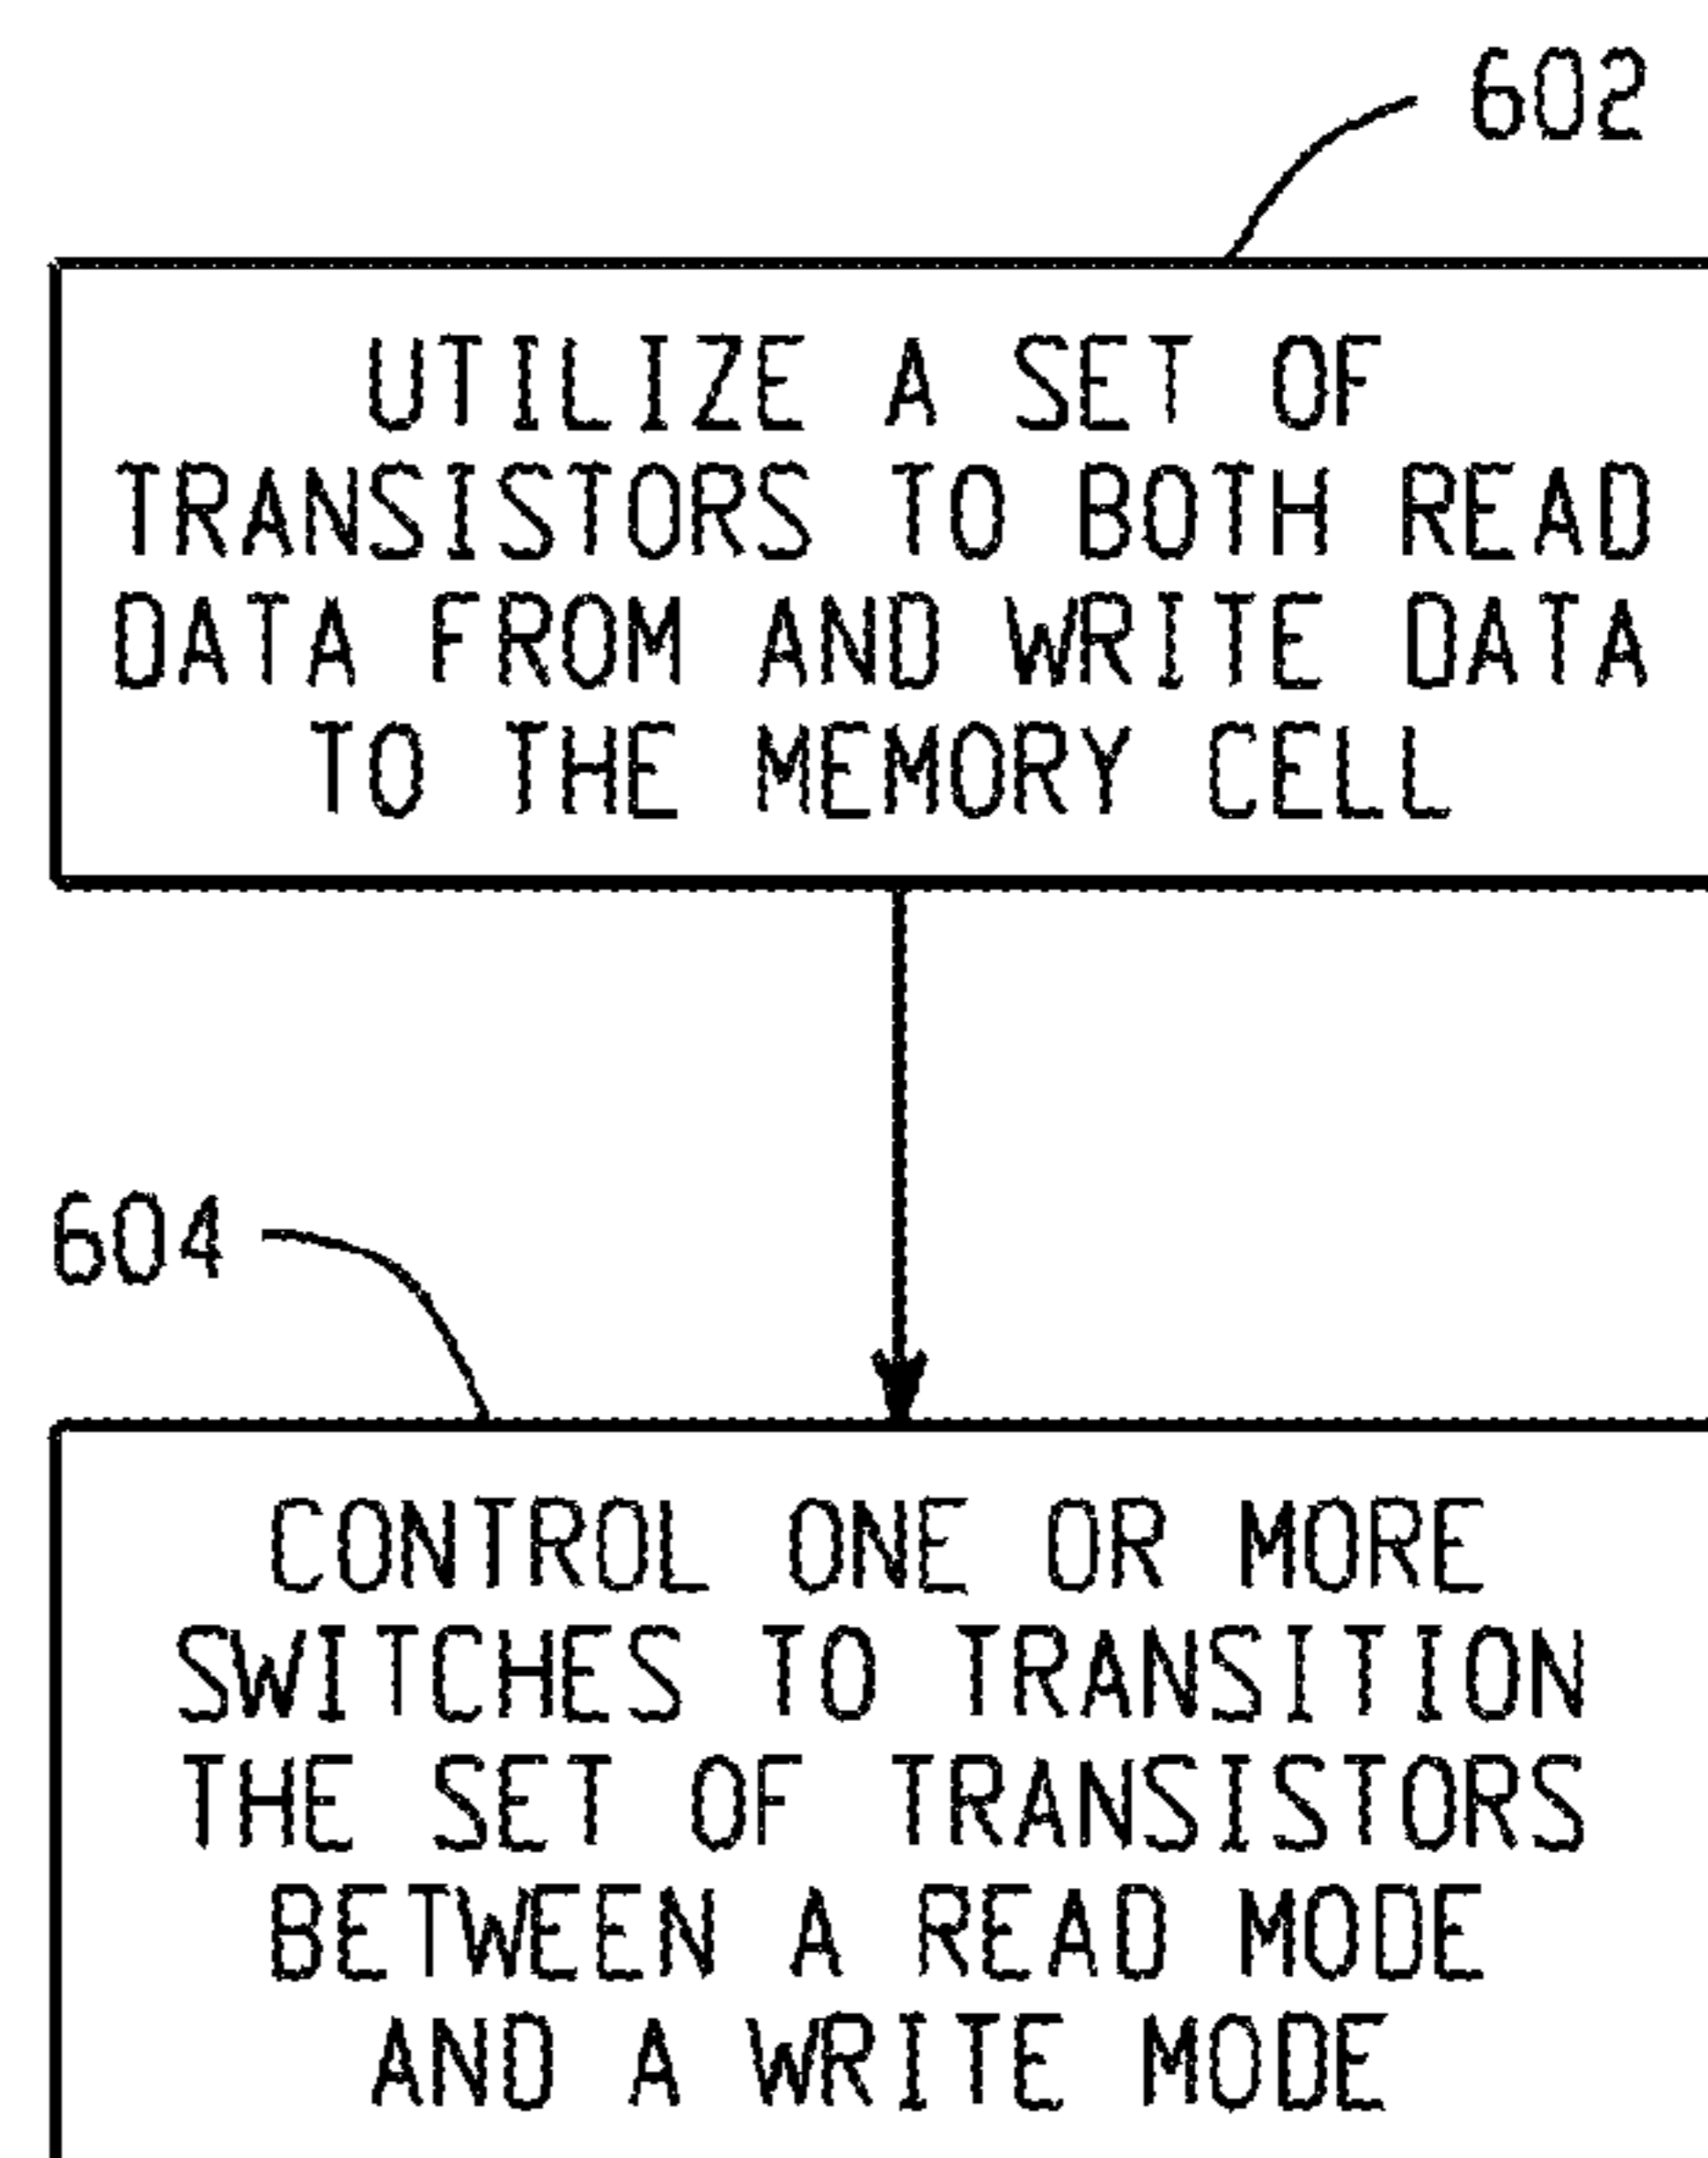 602
UTILIZE A SET OF
TRANSISTORS TO BOTH READ
DATA FROM AND WRITE DATA
TO THE MEMORY CELL
604
CONTROL ONE OR MORE
SWITCHES TO TRANSITION
THE SET OF TRANSISTORS
BETWEEN A READ MODE
AND A WRITE MODE